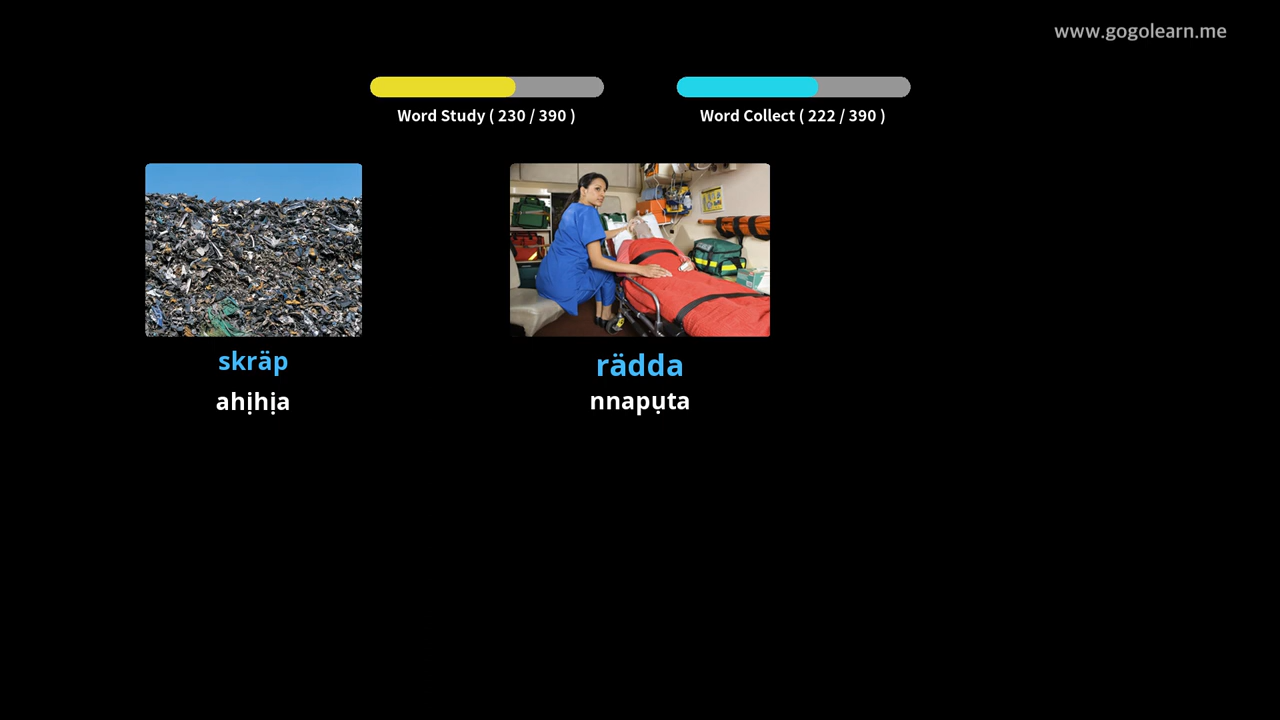 www.gogolearn.me
Word Study ( 230 / 390 )
Word Collect ( 222 / 390 )
skräp
ahịhịa
rädda
nnapụta